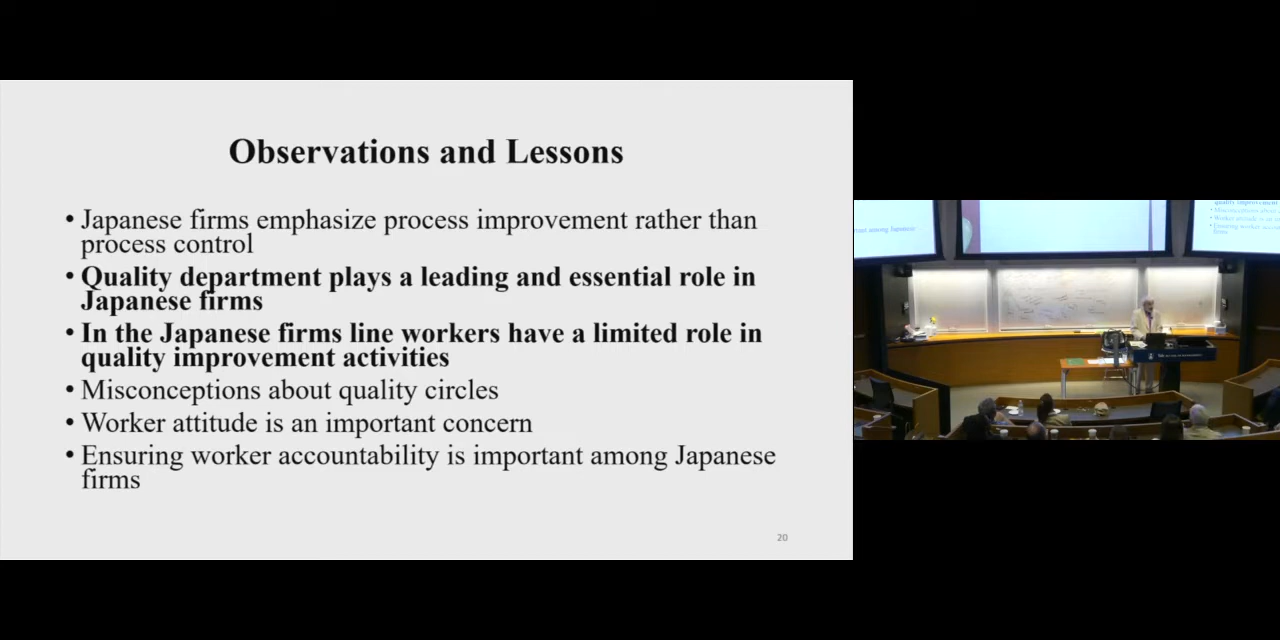 Observations and Lessons
• Japanese firms emphasize process improvement rather than
process control
• Quality department plays a leading and essential role in
Japanese firms
• In the Japanese firms line workers have a limited role in
quality improvement activities
• Misconceptions about quality circles
• Worker attitude is an important concern
• Ensuring worker accountability is important among Japanese
firms
20